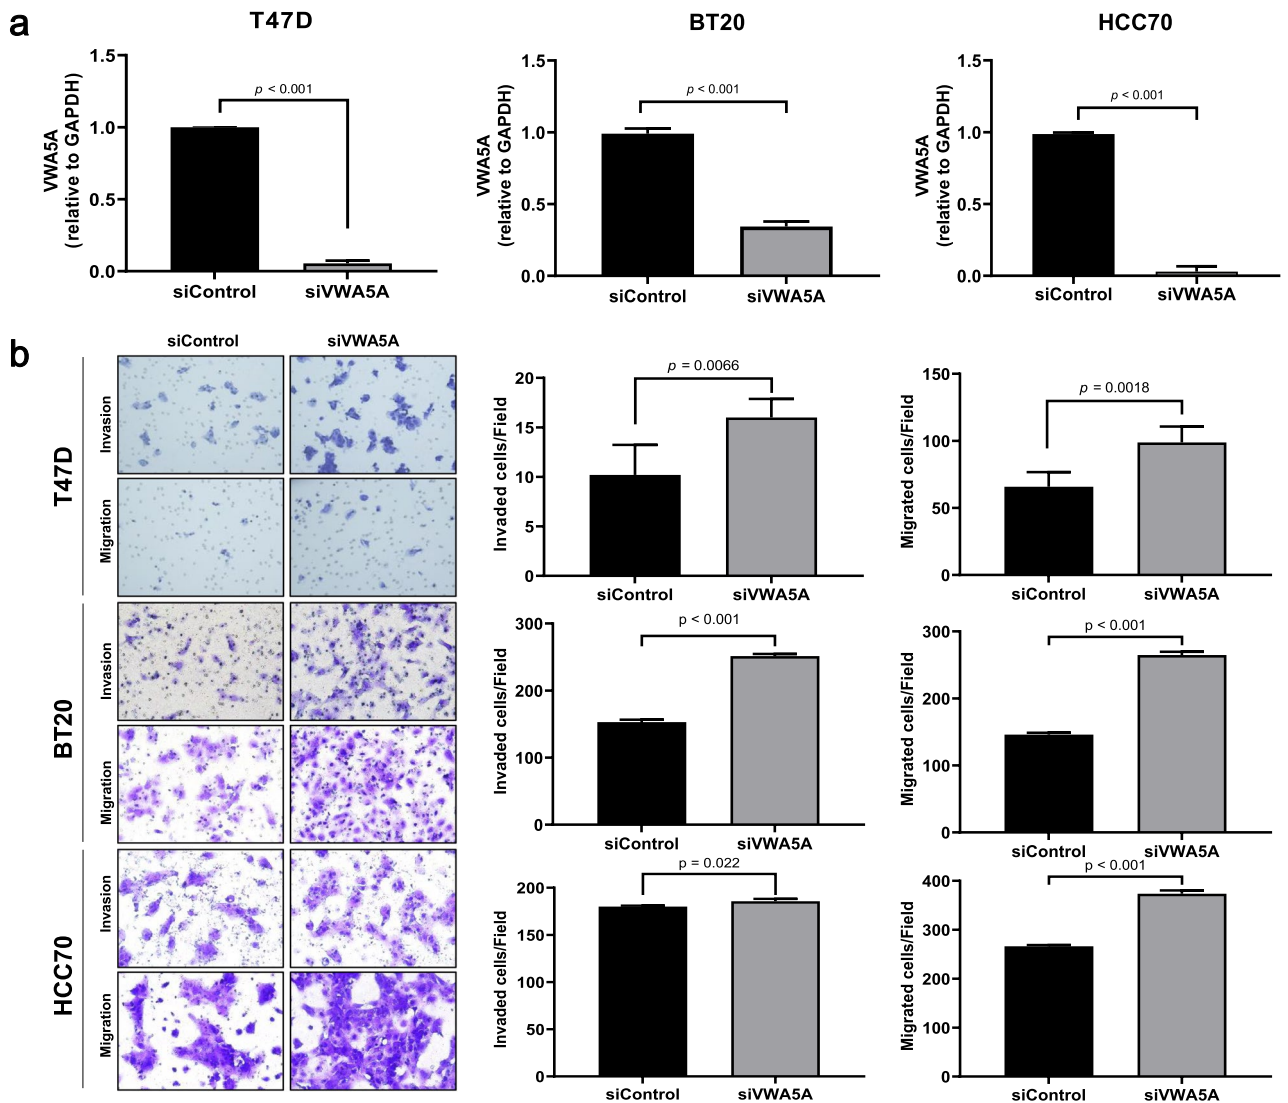 a
T47D
BT20
HCC70
VWA5A
(relative to GAPDH)
1.5
1.0
0.5
0.0
p < 0.001
siControl
siVWA5A
VWA5A
(relative to GAPDH)
1.5
1.0
0.5
0.0
p < 0.001
siControl
siVWA5A
VWA5A
(relative to GAPDH)
1.5
1.0
0.5
0.0
p < 0.001
siControl
siVWA5A
b
siControl
siVWA5A
T47D
Invasion
Migration
BT20
Invasion
Migration
HCC70
Invasion
Migration
Invaded cells/Field
20
15
10
5
0
p = 0.0066
siControl
siVWA5A
Migrated cells/Field
150
100
50
0
p = 0.0018
siControl
siVWA5A
Invaded cells/Field
300
200
100
0
p < 0.001
siControl
siVWA5A
Migrated cells/Field
300
200
100
0
p < 0.001
siControl
siVWA5A
Invaded cells/Field
200
150
100
50
0
p = 0.022
siControl
siVWA5A
Migrated cells/Field
400
300
200
100
0
p < 0.001
siControl
siVWA5A